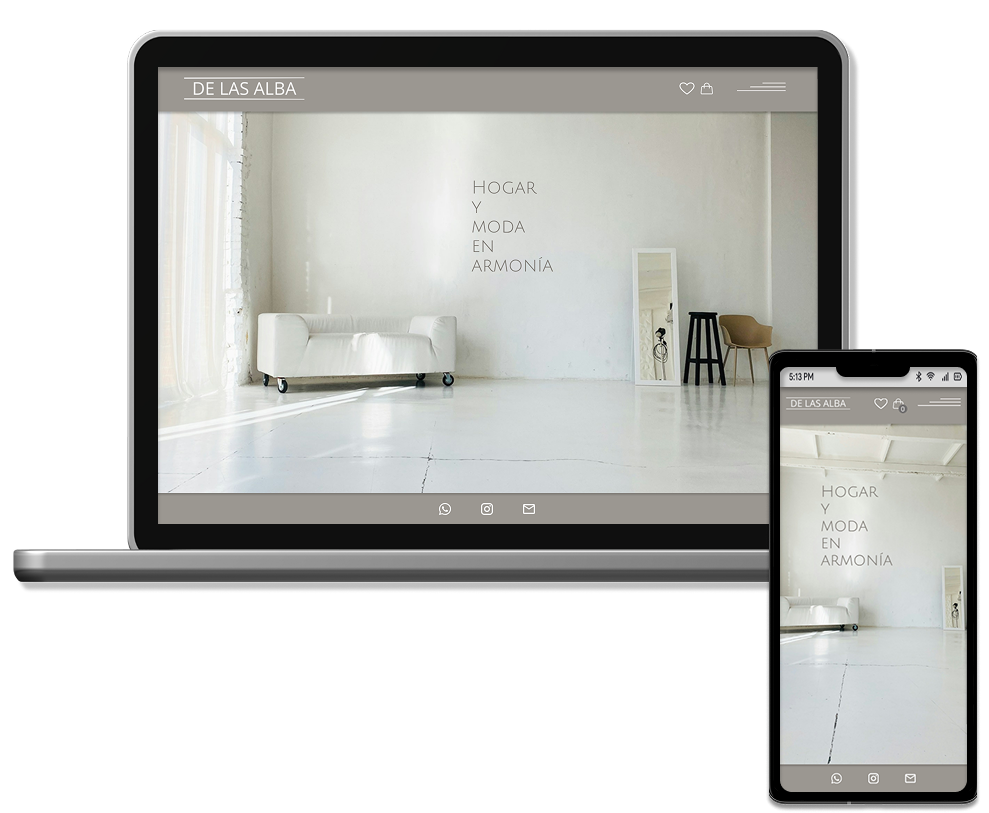 DE LAS ALBA
HOGAR
Y
MODA
EN
ARMONÍA
5:13 PM
DE LAS ALBA
0
HOGAR
Y
MODA
EN
ARMONÍA